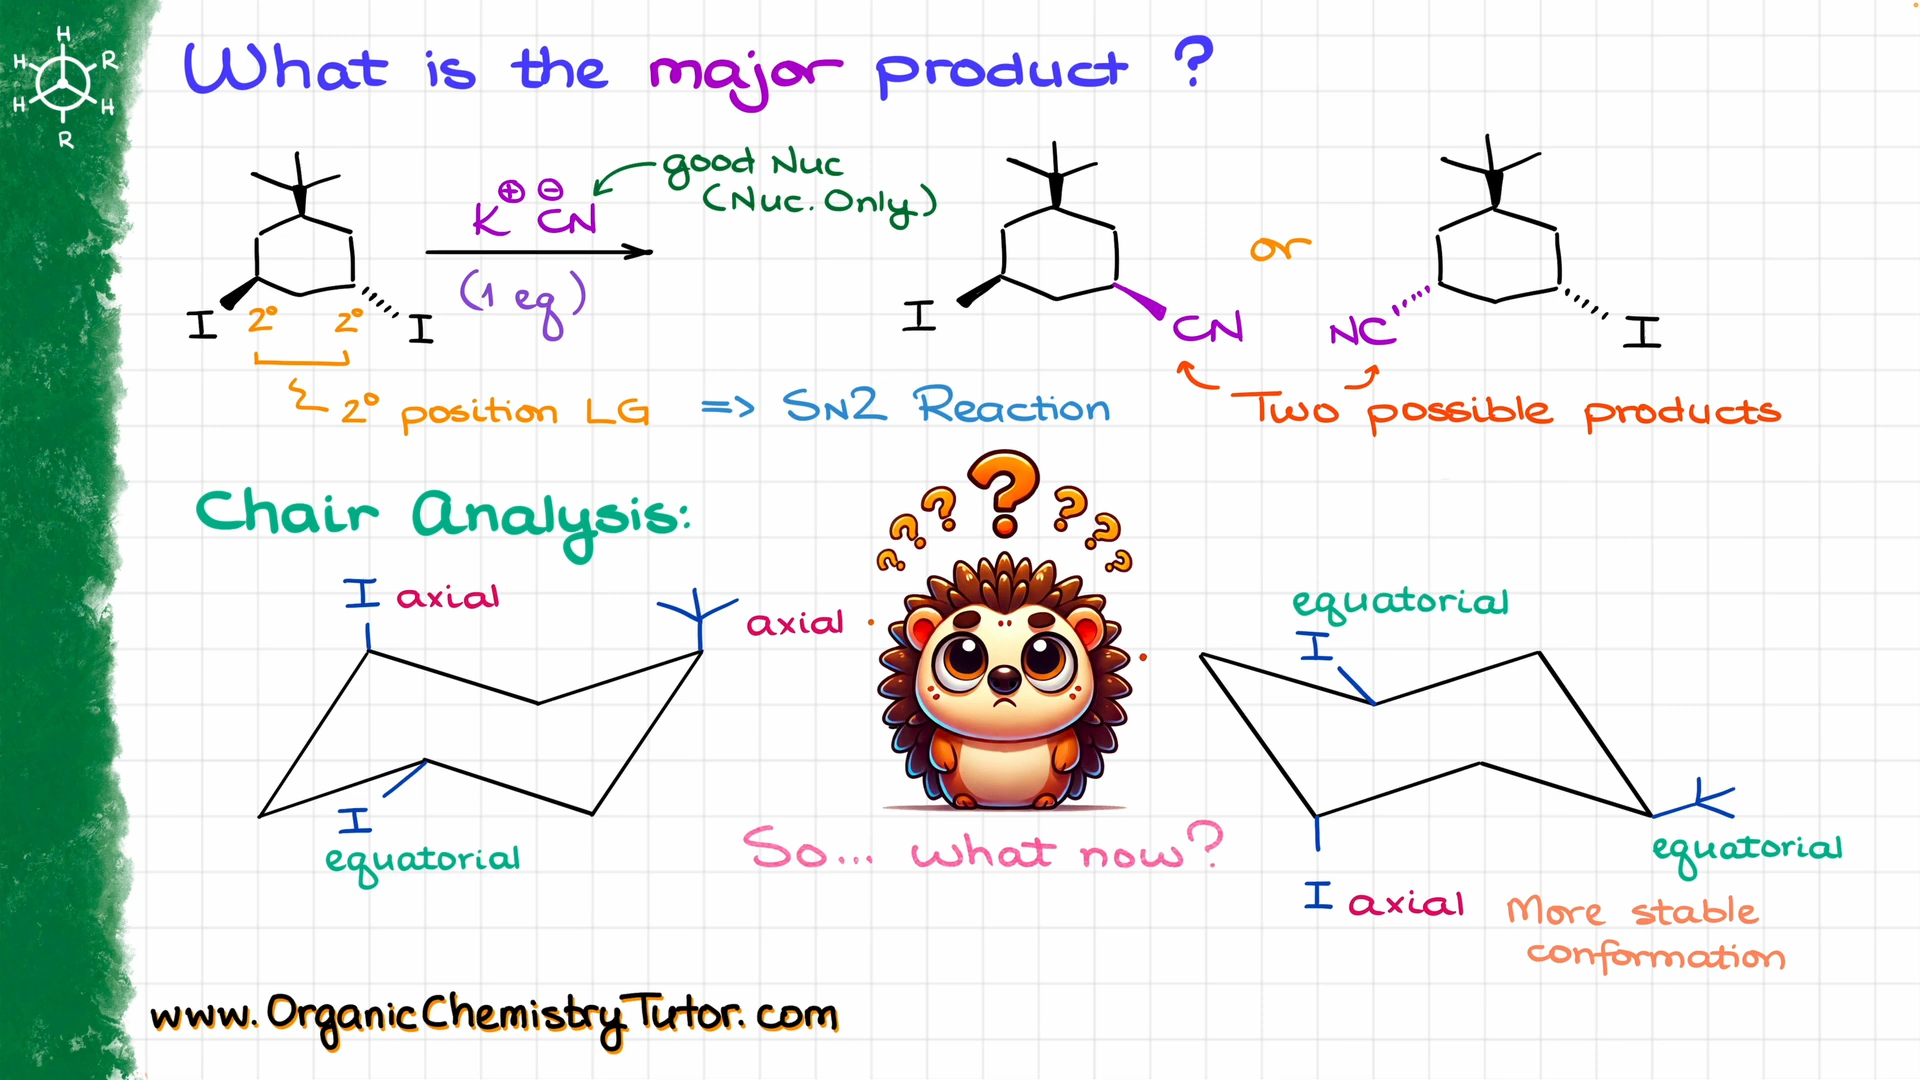 H
H R
H H
R
What is the major product ?
K⊕ CN⊖
(1 eq)
good Nuc
(Nuc. Only)
I 2° 2° I
I CN
or
NC I
2° position LG => SN2 Reaction
Two possible products
Chair Analysis:
I axial
axial
I
equatorial
? ? ? ? ? ? ?
So... what now?
equatorial
I
equatorial
I axial
More stable
conformation
www.OrganicChemistryTutor.com